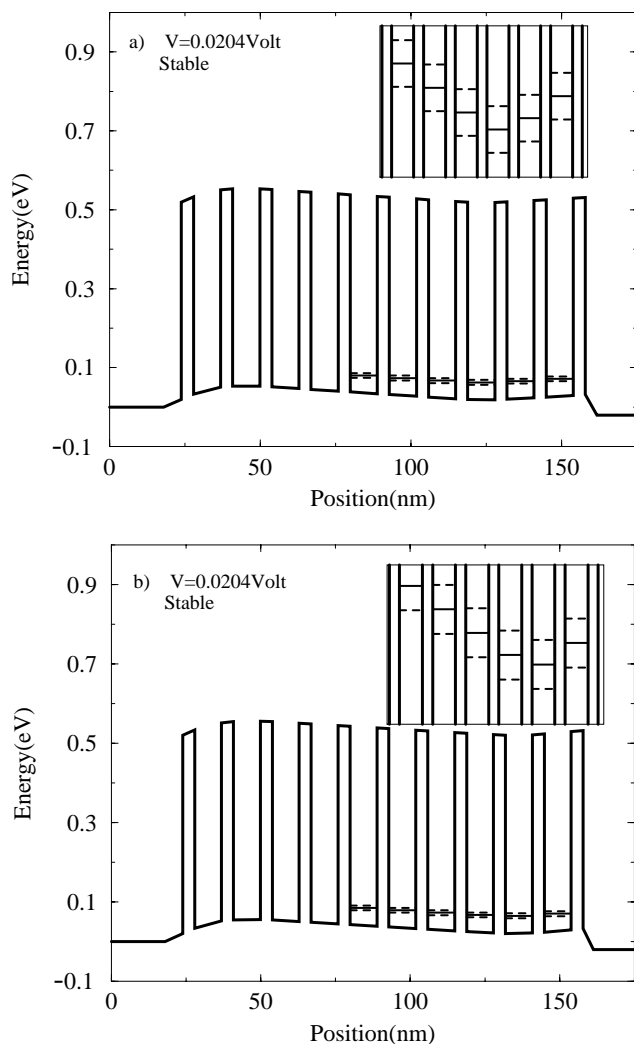 a) V=0.0204Volt
Stable
0.9
0.7
0.5
0.3
0.1
−0.1
Energy(eV)
0 50 100 150
Position(nm)
b) V=0.0204Volt
Stable
0.9
0.7
0.5
0.3
0.1
−0.1
Energy(eV)
0 50 100 150
Position(nm)